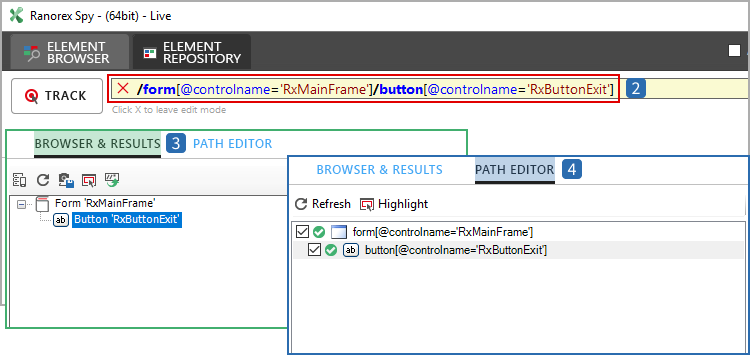 Ranorex Spy - (64bit) - Live
ELEMENT BROWSER
ELEMENT REPOSITORY
TRACK
/form[@controlname='RxMainFrame']/button[@controlname='RxButtonExit']
2
Click X to leave edit mode
BROWSER & RESULTS
3
PATH EDITOR
Form 'RxMainFrame'
ab
Button 'RxButtonExit'
BROWSER & RESULTS
PATH EDITOR
4
Refresh
Highlight
form[@controlname='RxMainFrame']
ab
button[@controlname='RxButtonExit']